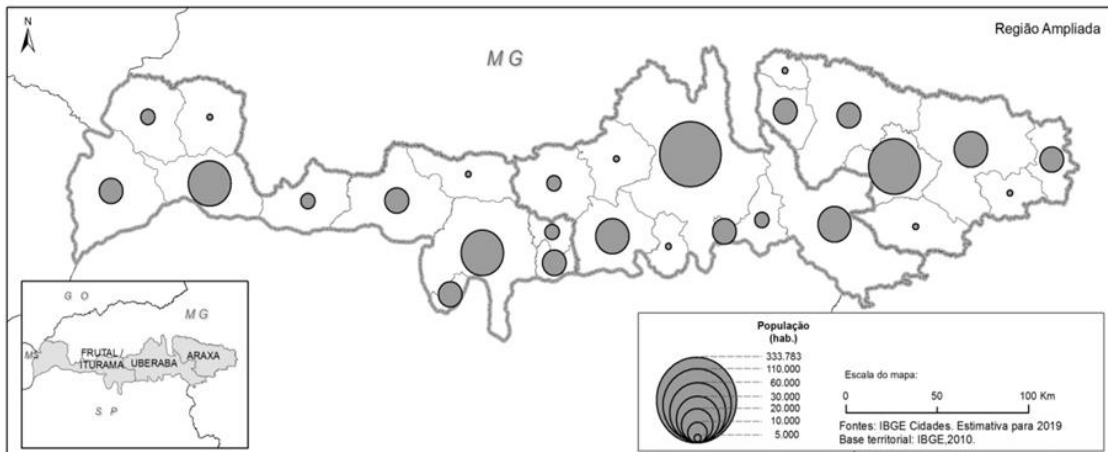 N
Região Ampliada
MG
População
(hab.)
333.783
110.000
60.000
30.000
20.000
10.000
5.000
Escala do mapa:
0 50 100 Km
Fontes: IBGE Cidades. Estimativa para 2019
Base territorial: IBGE,2010.
G O
MG
MS
FRUTAL /
ITURAMA
UBERABA
ARAXA
S P